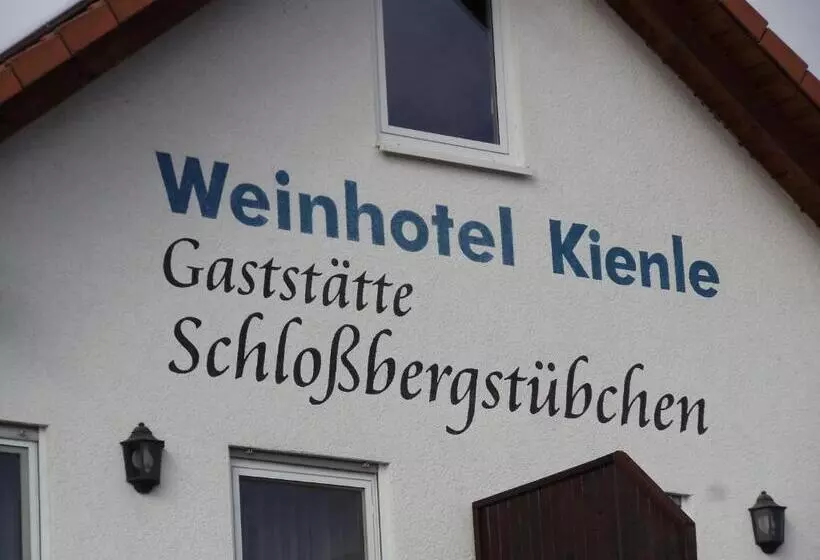 Weinhotel Kienle
Gaststätte
Schloßbergstübchen